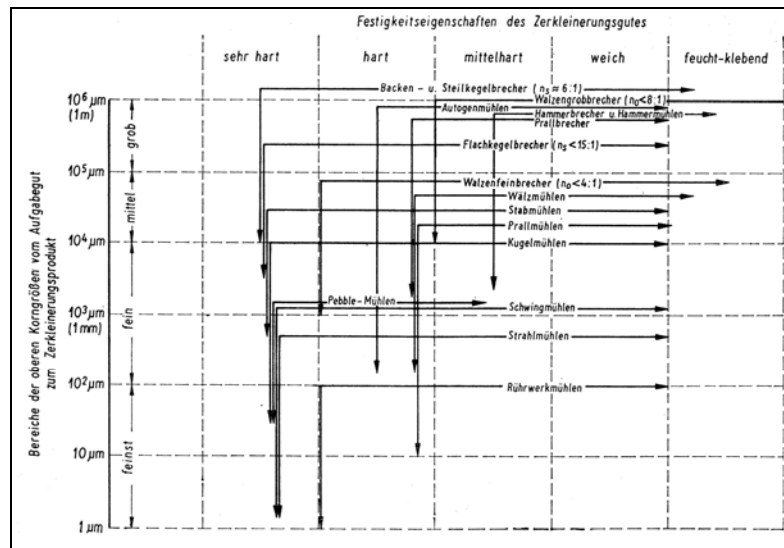 Festigkeitseigenschaften des Zerkleinerungsgutes
sehr hart
hart
mittelhart
weich
feucht-klebend
Backen- u. Steilkegelbrecher (ns ≈ 6:1)
10⁶ µm
(1m)
Walzengrobbrecher (n₀<8:1)
Autogenmühlen
Hammerbrecher u. Hammermühlen
Prallbrecher
grob
Flachkegelbrecher (ns<15:1)
10⁵ µm
Walzenfeinbrecher (n₀<4:1)
mittel
Wälzmühlen
Stabmühlen
Prallmühlen
10⁴ µm
Kugelmühlen
Pebble-Mühlen
fein
10³ µm
(1mm)
Schwingmühlen
Strahlmühlen
10² µm
Rührwerkmühlen
10 µm
feinst
1 µm
Bereiche der oberen Korngrößen vom Aufgabegut
zum Zerkleinerungsprodukt